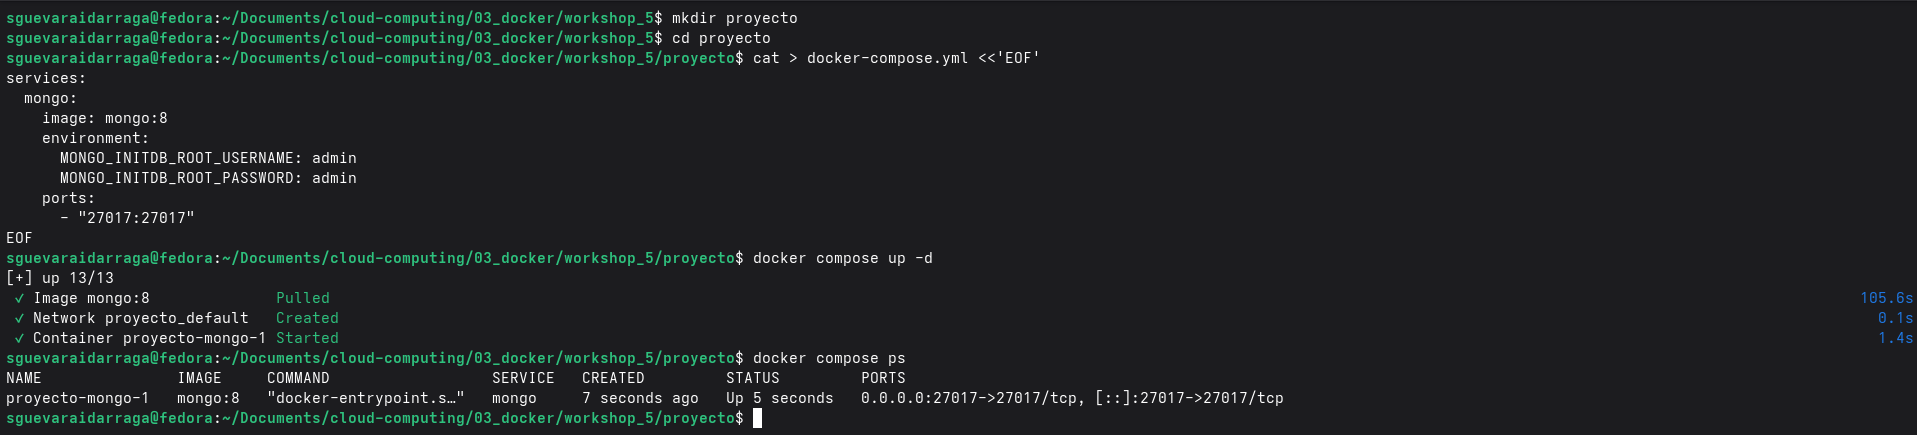 sguevaraidarraga@fedora:~/Documents/cloud-computing/03_docker/workshop_5$ mkdir proyecto
sguevaraidarraga@fedora:~/Documents/cloud-computing/03_docker/workshop_5$ cd proyecto
sguevaraidarraga@fedora:~/Documents/cloud-computing/03_docker/workshop_5/proyecto$ cat > docker-compose.yml <<'EOF'
services:
  mongo:
    image: mongo:8
    environment:
      MONGO_INITDB_ROOT_USERNAME: admin
      MONGO_INITDB_ROOT_PASSWORD: admin
    ports:
      - "27017:27017"
EOF
sguevaraidarraga@fedora:~/Documents/cloud-computing/03_docker/workshop_5/proyecto$ docker compose up -d
[+] up 13/13
 ✓ Image mongo:8              Pulled 105.6s
 ✓ Network proyecto_default   Created 0.1s
 ✓ Container proyecto-mongo-1 Started 1.4s
sguevaraidarraga@fedora:~/Documents/cloud-computing/03_docker/workshop_5/proyecto$ docker compose ps
NAME               IMAGE     COMMAND                  SERVICE   CREATED         STATUS         PORTS
proyecto-mongo-1   mongo:8   "docker-entrypoint.s…"   mongo     7 seconds ago   Up 5 seconds   0.0.0.0:27017->27017/tcp, [::]:27017->27017/tcp
sguevaraidarraga@fedora:~/Documents/cloud-computing/03_docker/workshop_5/proyecto$